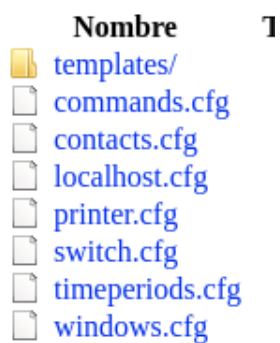 Nombre
templates/
commands.cfg
contacts.cfg
localhost.cfg
printer.cfg
switch.cfg
timeperiods.cfg
windows.cfg